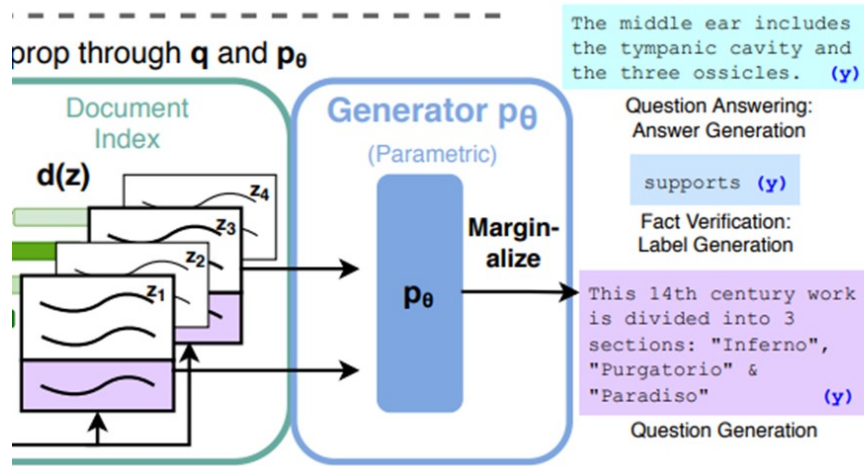 prop through q and pθ
Document
Index
d(z)
z4
z3
z2
z1
Generator pθ
(Parametric)
pθ
Margin-
alize
The middle ear includes
the tympanic cavity and
the three ossicles. (y)
Question Answering:
Answer Generation
supports (y)
Fact Verification:
Label Generation
This 14th century work
is divided into 3
sections: "Inferno",
"Purgatorio" &
"Paradiso" (y)
Question Generation